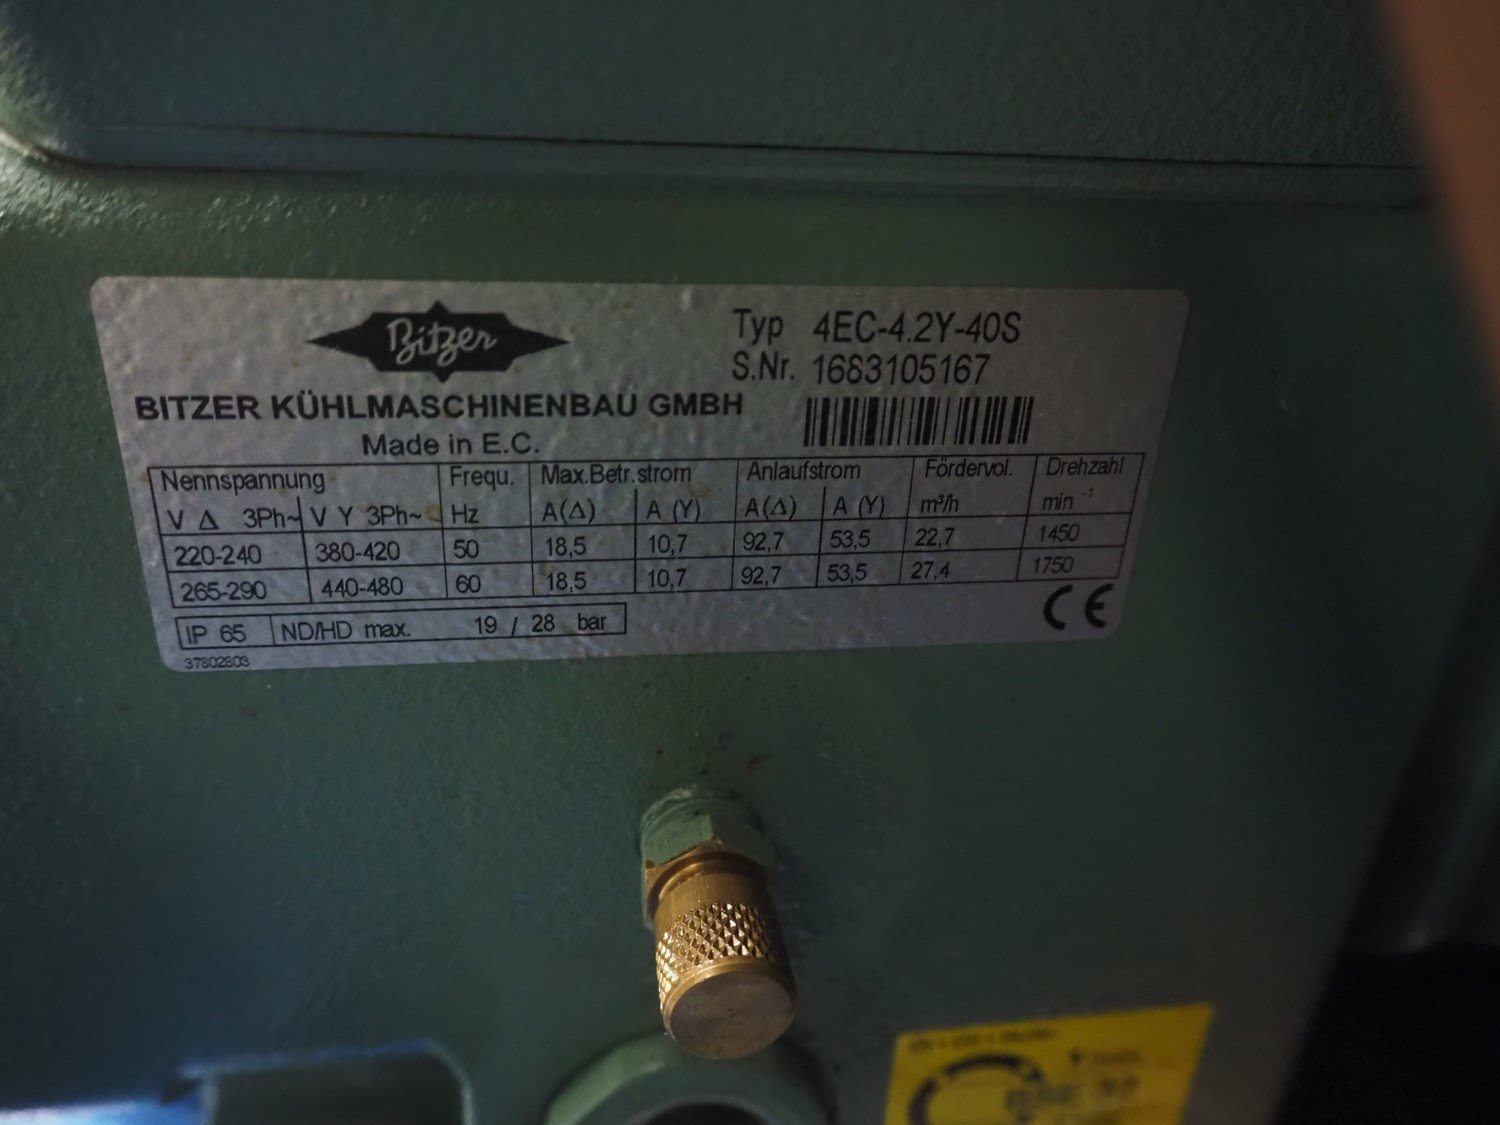 Bitzer
Typ 4EC-4.2Y-40S
S.Nr. 1683105167
BITZER KÜHLMASCHINENBAU GMBH
Made in E.C.
Nennspannung Frequ. Max.Betr.strom Anlaufstrom Fördervol. Drehzahl
V Δ 3Ph~ V Y 3Ph~ Hz A(Δ) A (Y) A(Δ) A (Y) m³/h min -1
220-240 380-420 50 18,5 10,7 92,7 53,5 22,7 1450
265-290 440-480 60 18,5 10,7 92,7 53,5 27,4 1750
IP 65 ND/HD max. 19 / 28 bar CE
37802803